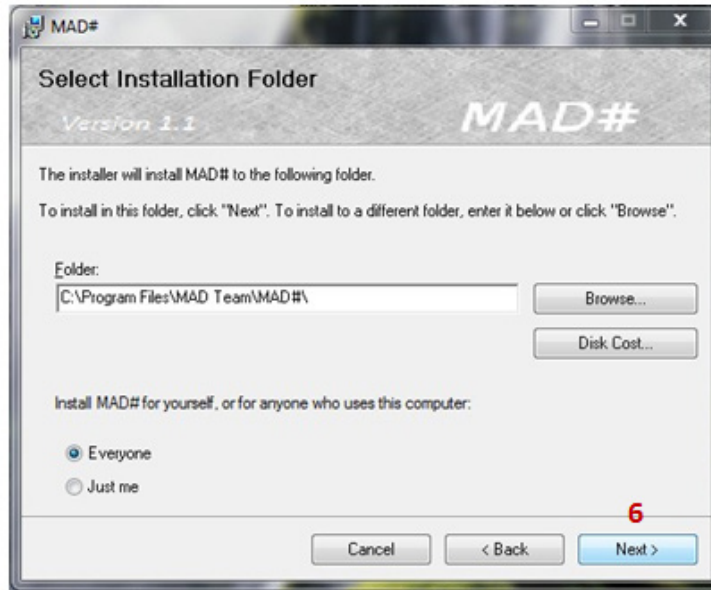 MAD#
Select Installation Folder
Version 1.1
MAD#
The installer will install MAD# to the following folder.
To install in this folder, click "Next". To install to a different folder, enter it below or click "Browse".
Folder:
C:\Program Files\MAD Team\MAD#\
Browse...
Disk Cost...
Install MAD# for yourself, or for anyone who uses this computer:
Everyone
Just me
6
Cancel
< Back
Next >